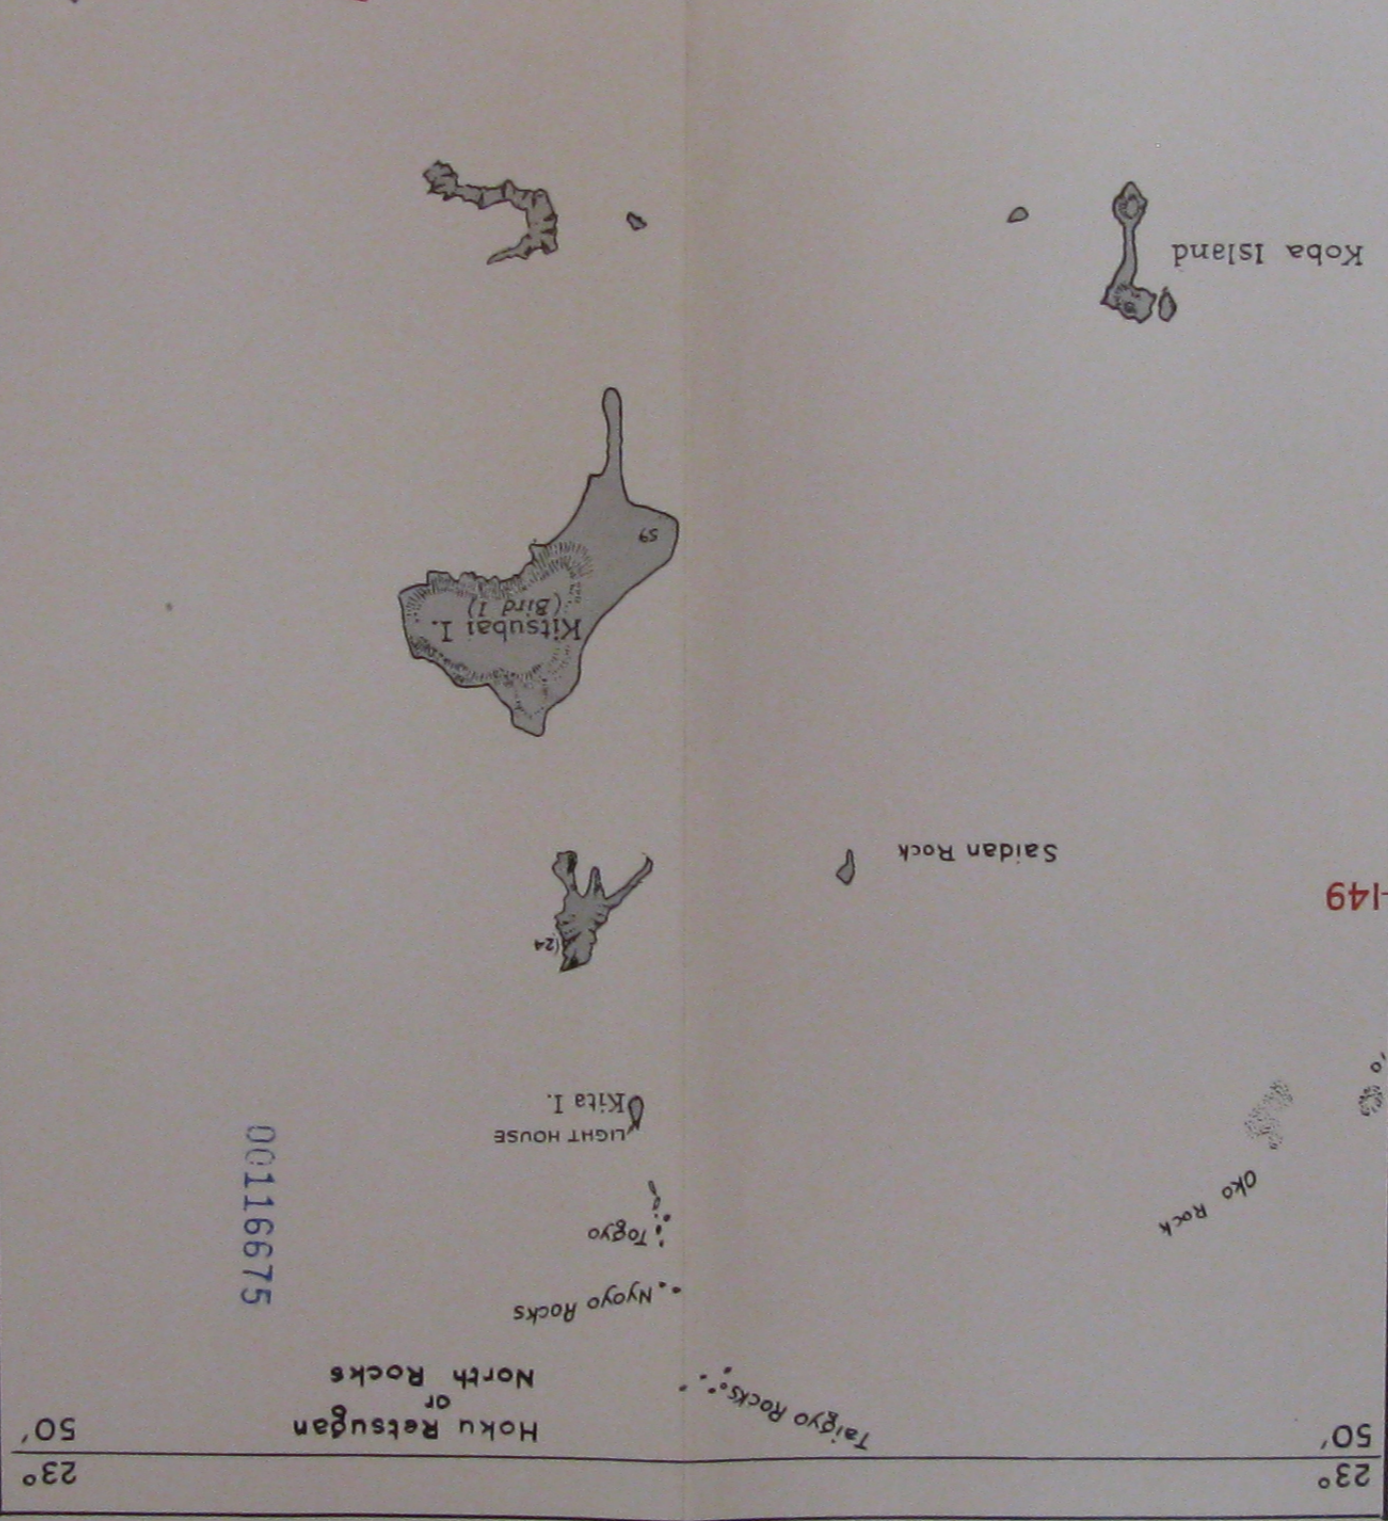 23°
23°
50'
50'
Taigyo Rocks
Hoku Retsugan
or
North Rocks
Nyoyo Rocks
Togyo
Oko Rock
LIGHT HOUSE
Kita I.
00116675
(24
-149
Saidan Rock
Kitsubai I.
(Bird I)
59
Koba Island